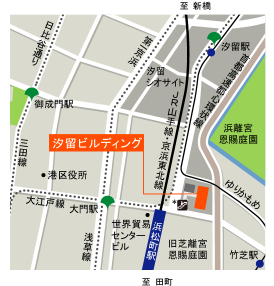 至 新橋
日比谷通り
第一京浜
汐留駅
汐留
シオサイト
首都高速都心環状線
JR山手線・京浜東北線
御成門駅
浜離宮
恩賜庭園
汐留ビルディング
三田線
港区役所
ゆりかもめ
大江戸線
大門駅
世界貿易
センター
ビル
浜松町駅
旧芝離宮
恩賜庭園
浅草線
竹芝駅
至 田町